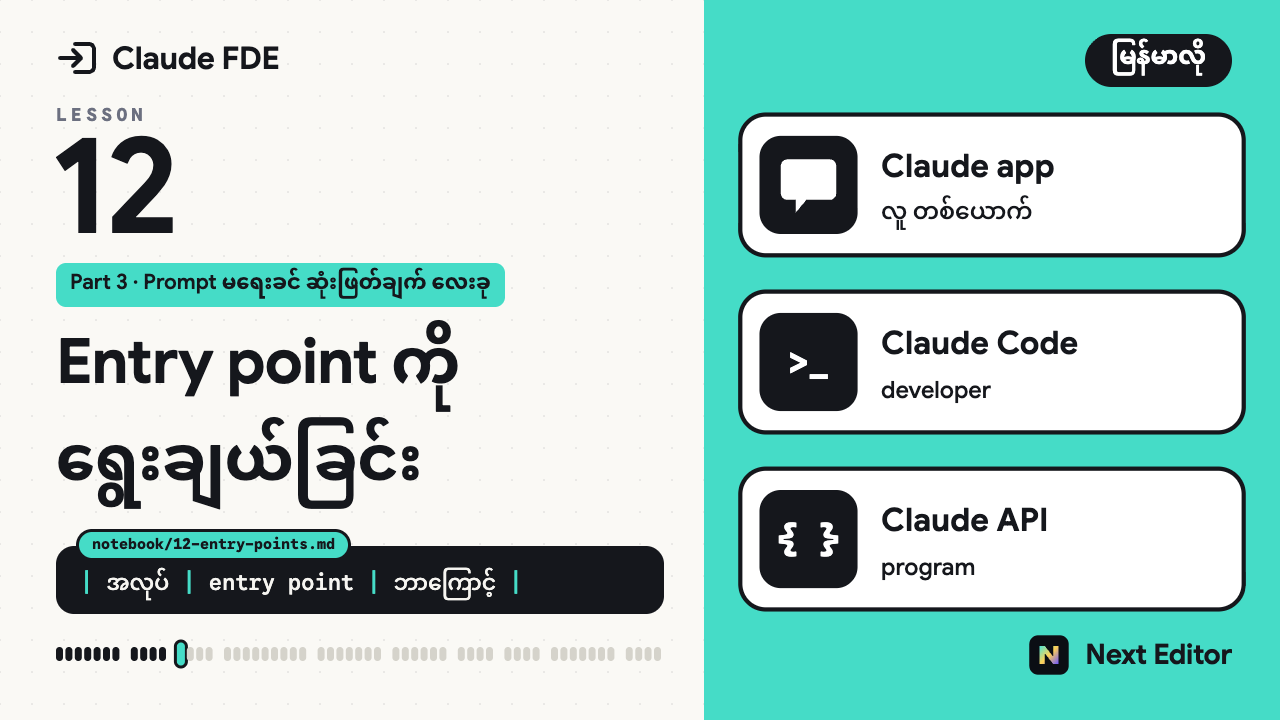 Claude FDE
LESSON
12
Part 3 · Prompt မရေးခင် ဆုံးဖြတ်ချက် လေးခု
Entry point ကို
ရွေးချယ်ခြင်း
notebook/12-entry-points.md
| အလုပ် | entry point | ဘာကြောင့် |
မြန်မာလို
Claude app
လူ တစ်ယောက်
>_
Claude Code
developer
{ }
Claude API
program
N Next Editor